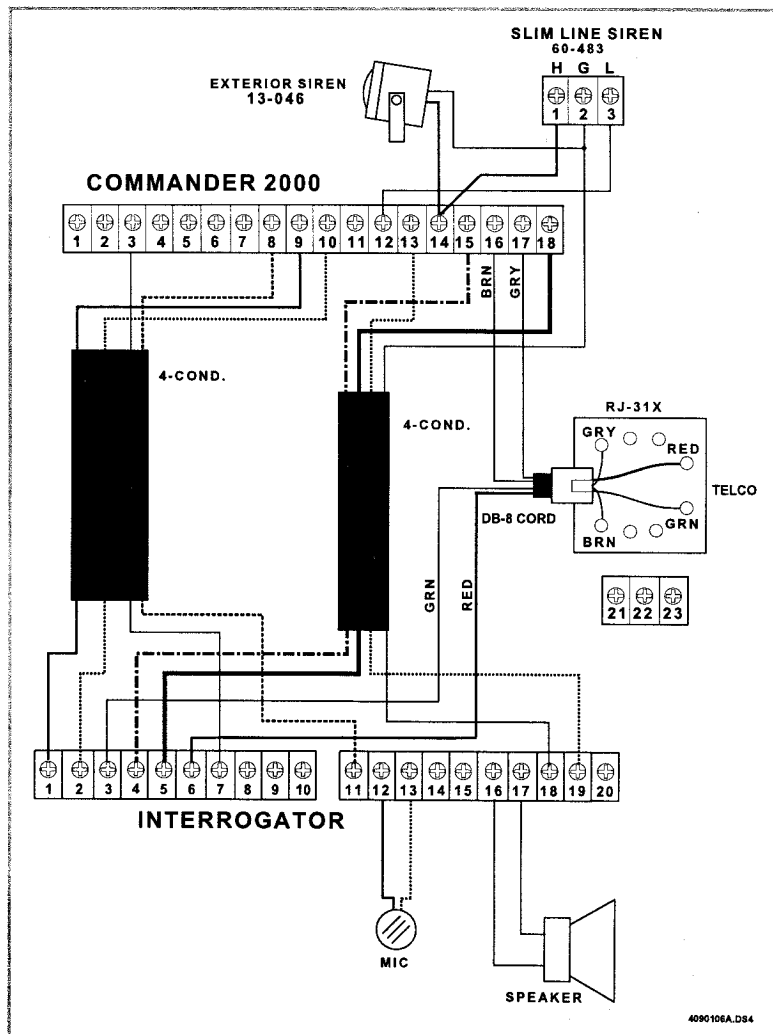 SLIM LINE SIREN
60-483
H G L
1 2 3
EXTERIOR SIREN
13-046
COMMANDER 2000
1 2 3 4 5 6 7 8 9 10 11 12 13 14 15 16 17 18
BRN
GRY
4-COND.
4-COND.
RJ-31X
GRY
RED
TELCO
GRN
BRN
DB-8 CORD
GRN
RED
21 22 23
1 2 3 4 5 6 7 8 9 10
11 12 13 14 15 16 17 18 19 20
INTERROGATOR
MIC
SPEAKER
4090106A.DS4